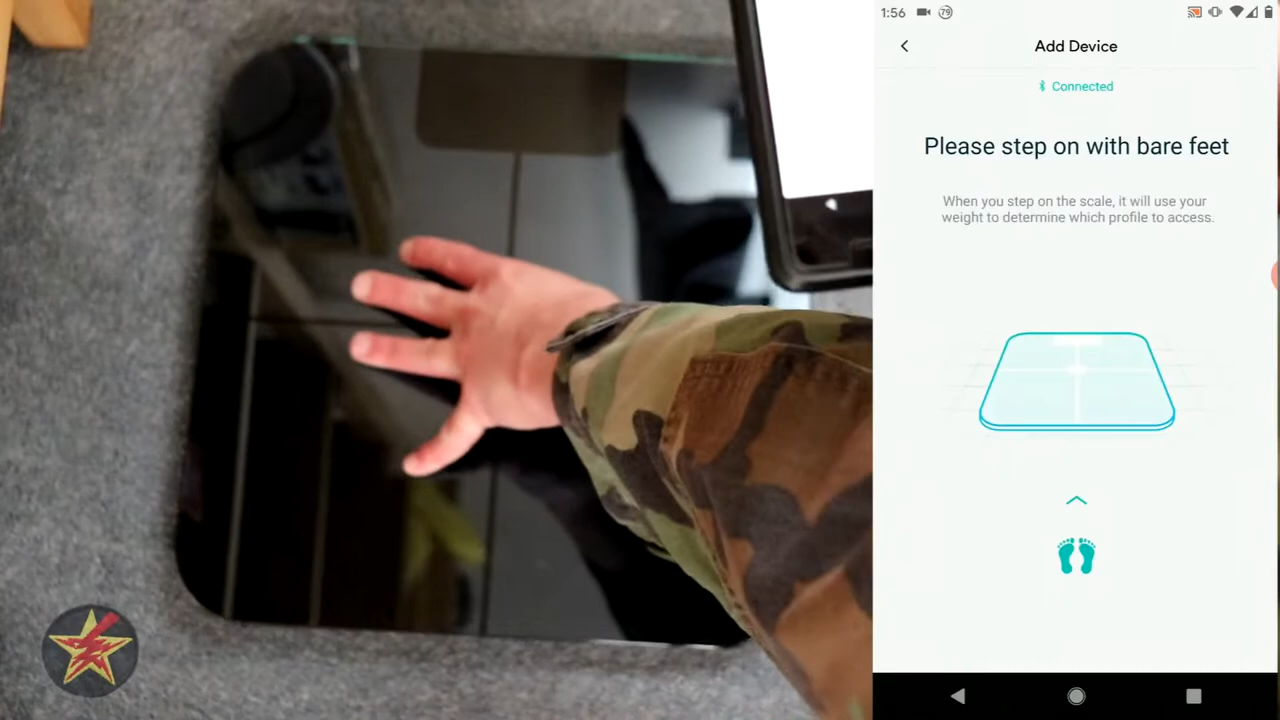 1:56
79
Add Device
Connected
Please step on with bare feet
When you step on the scale, it will use your
weight to determine which profile to access.